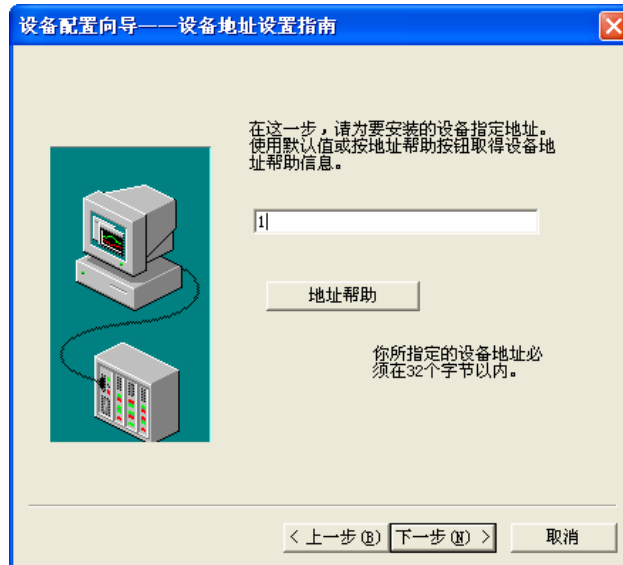 设备配置向导——设备地址设置指南
在这一步，请为要安装的设备指定地址。
使用默认值或按地址帮助按钮取得设备地
址帮助信息。
1
地址帮助
你所指定的设备地址必
须在32个字节以内。
< 上一步(B) 下一步(N) > 取消